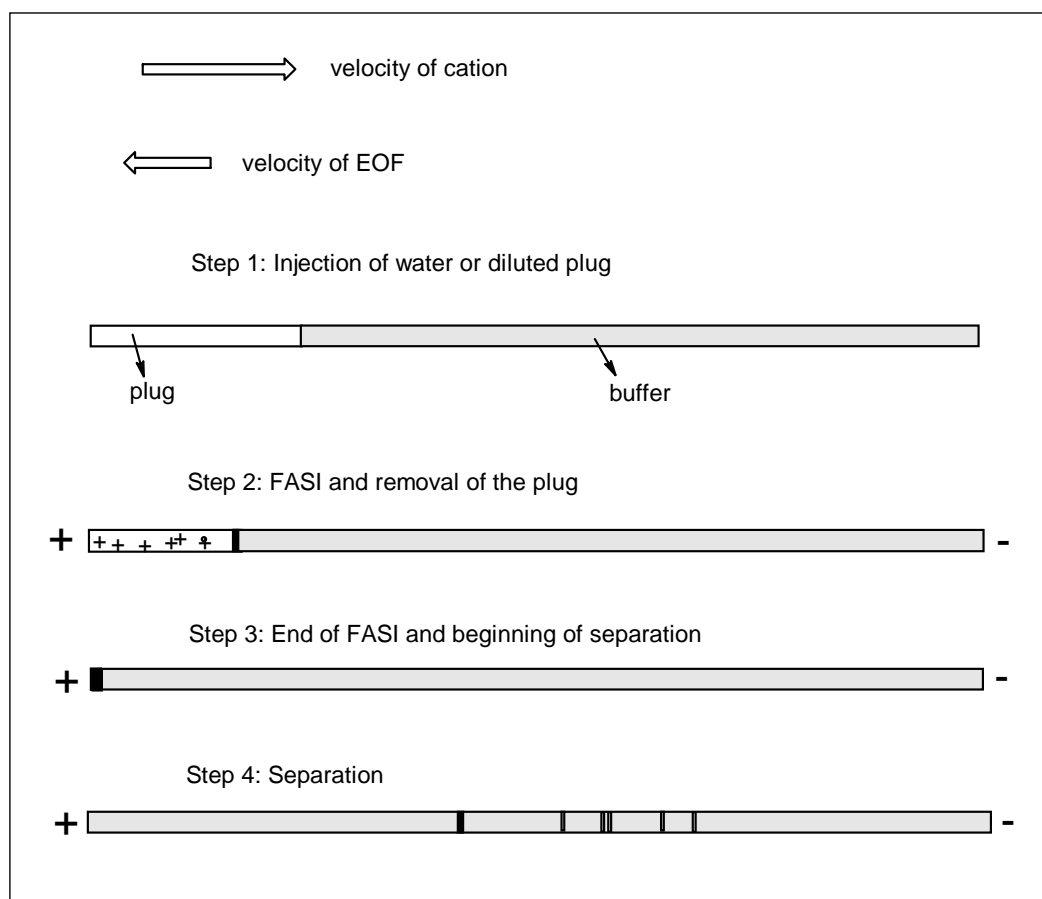 velocity of cation
velocity of EOF
Step 1: Injection of water or diluted plug
plug
buffer
Step 2: FASI and removal of the plug
+ + + + + + + -
Step 3: End of FASI and beginning of separation
+ -
Step 4: Separation
+ -